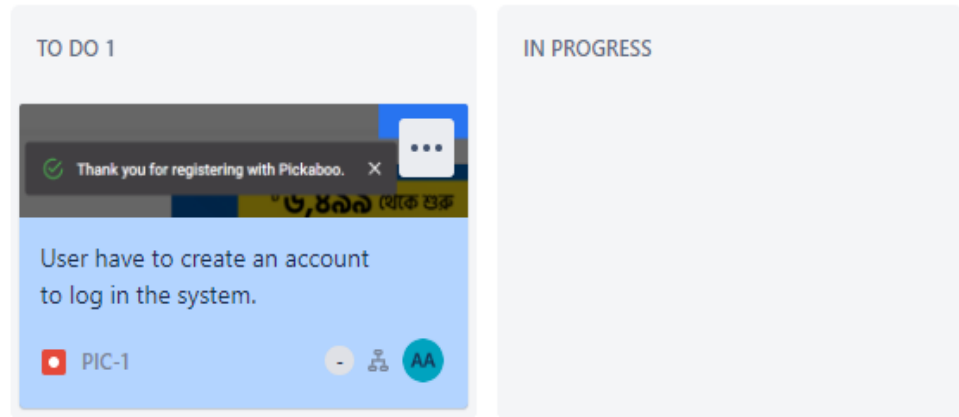 TO DO 1
IN PROGRESS
Thank you for registering with Pickaboo.
৳ ৬,৪৯৯ থেকে শুরু
User have to create an account
to log in the system.
PIC-1
-
AA